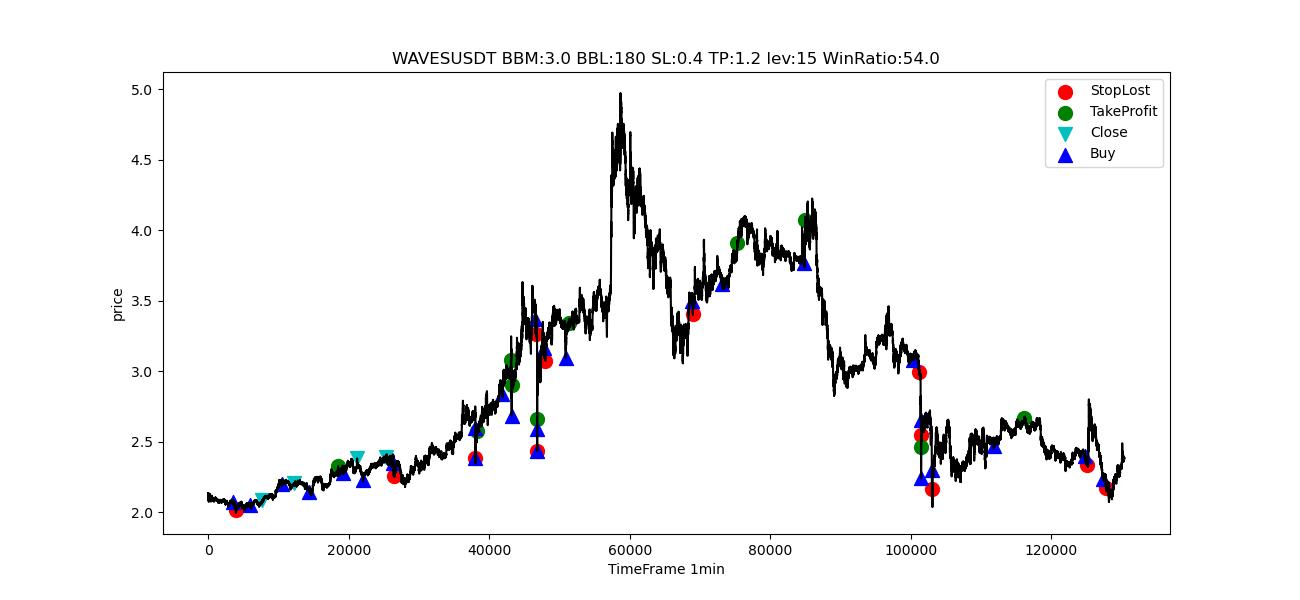 WAVESUSDT BBM:3.0 BBL:180 SL:0.4 TP:1.2 lev:15 WinRatio:54.0
5.0
4.5
4.0
3.5
3.0
2.5
2.0
price
StopLost
TakeProfit
Close
Buy
0 20000 40000 60000 80000 100000 120000
TimeFrame 1min